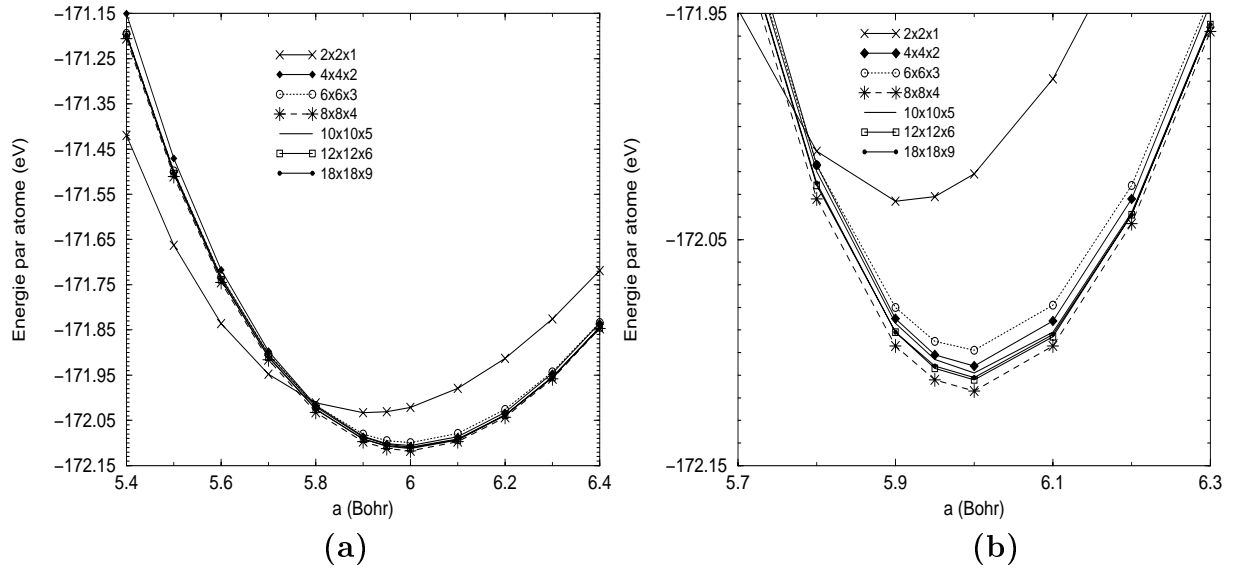 −171.15
−171.25
−171.35
−171.45
−171.55
−171.65
−171.75
−171.85
−171.95
−172.05
−172.15
Energie par atome (eV)
5.4 5.6 5.8 6 6.2 6.4
a (Bohr)
2x2x1
4x4x2
6x6x3
8x8x4
10x10x5
12x12x6
18x18x9
(a)
−171.95
−172.05
−172.15
Energie par atome (eV)
5.7 5.9 6.1 6.3
a (Bohr)
2x2x1
4x4x2
6x6x3
8x8x4
10x10x5
12x12x6
18x18x9
(b)